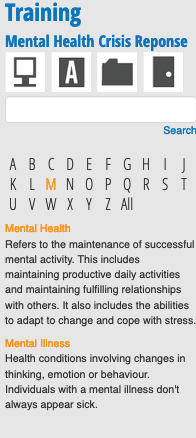 Training
Mental Health Crisis Reponse
A
Search
A B C D E F G H I J
K L M N O P Q R S T
U V W X Y Z All
Mental Health
Refers to the maintenance of successful
mental activity. This includes
maintaining productive daily activities
and maintaining fulfilling relationships
with others. It also includes the abilities
to adapt to change and cope with stress.
Mental Illness
Health conditions involving changes in
thinking, emotion or behaviour.
Individuals with a mental illness don't
always appear sick.